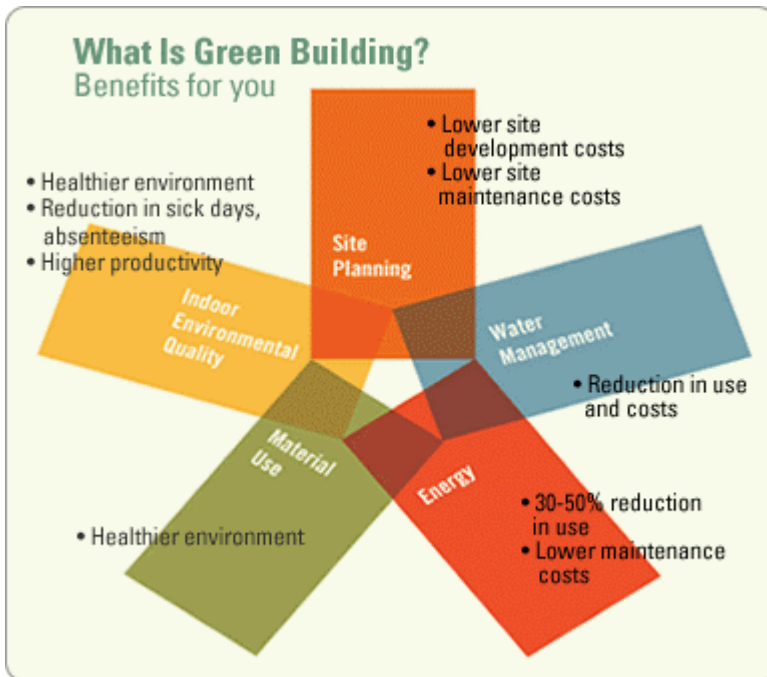 What Is Green Building?
Benefits for you
• Lower site
development costs
• Lower site
maintenance costs
Site
Planning
• Healthier environment
• Reduction in sick days,
absenteeism
• Higher productivity
Indoor
Environmental
Quality
Water
Management
• Reduction in use
and costs
Material
Use
• Healthier environment
Energy
• 30-50% reduction
in use
• Lower maintenance
costs